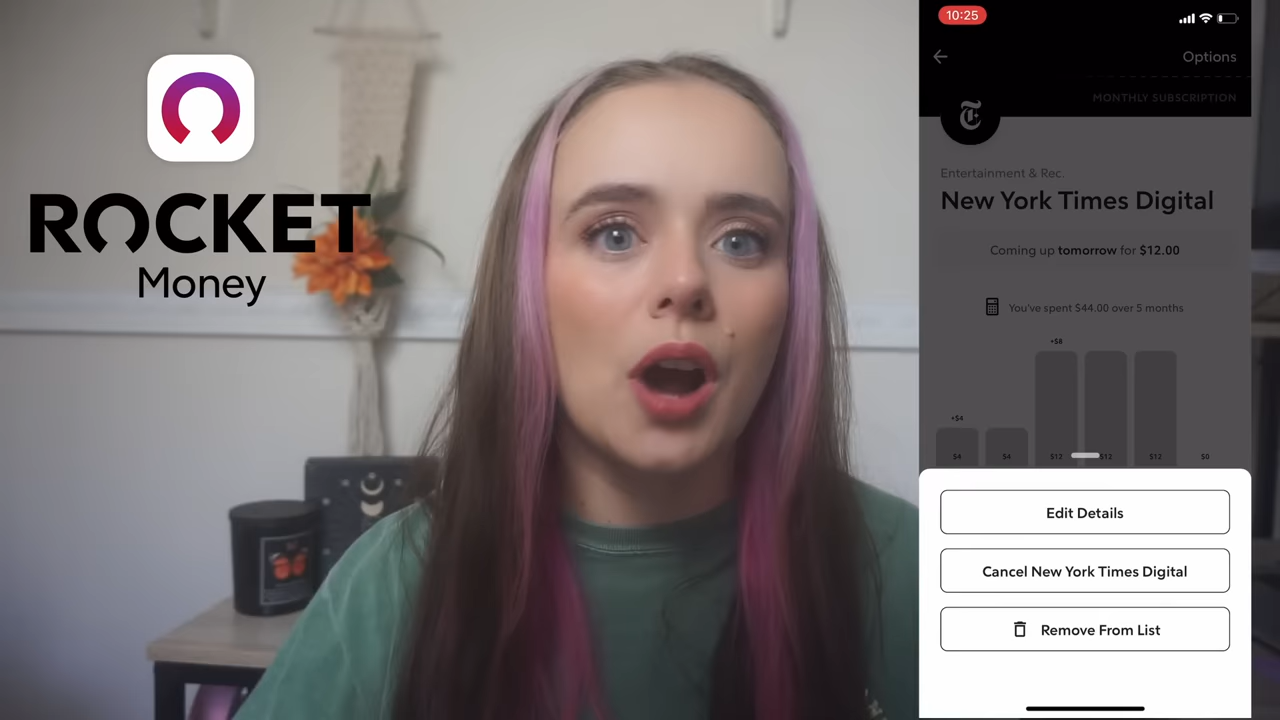 ROCKET
Money
10:25
Options
MONTHLY SUBSCRIPTION
Entertainment & Rec.
New York Times Digital
Coming up tomorrow for $12.00
You've spent $44.00 over 5 months
+$8
+$4
$4 $4 $12 $12 $12 $0
Edit Details
Cancel New York Times Digital
Remove From List